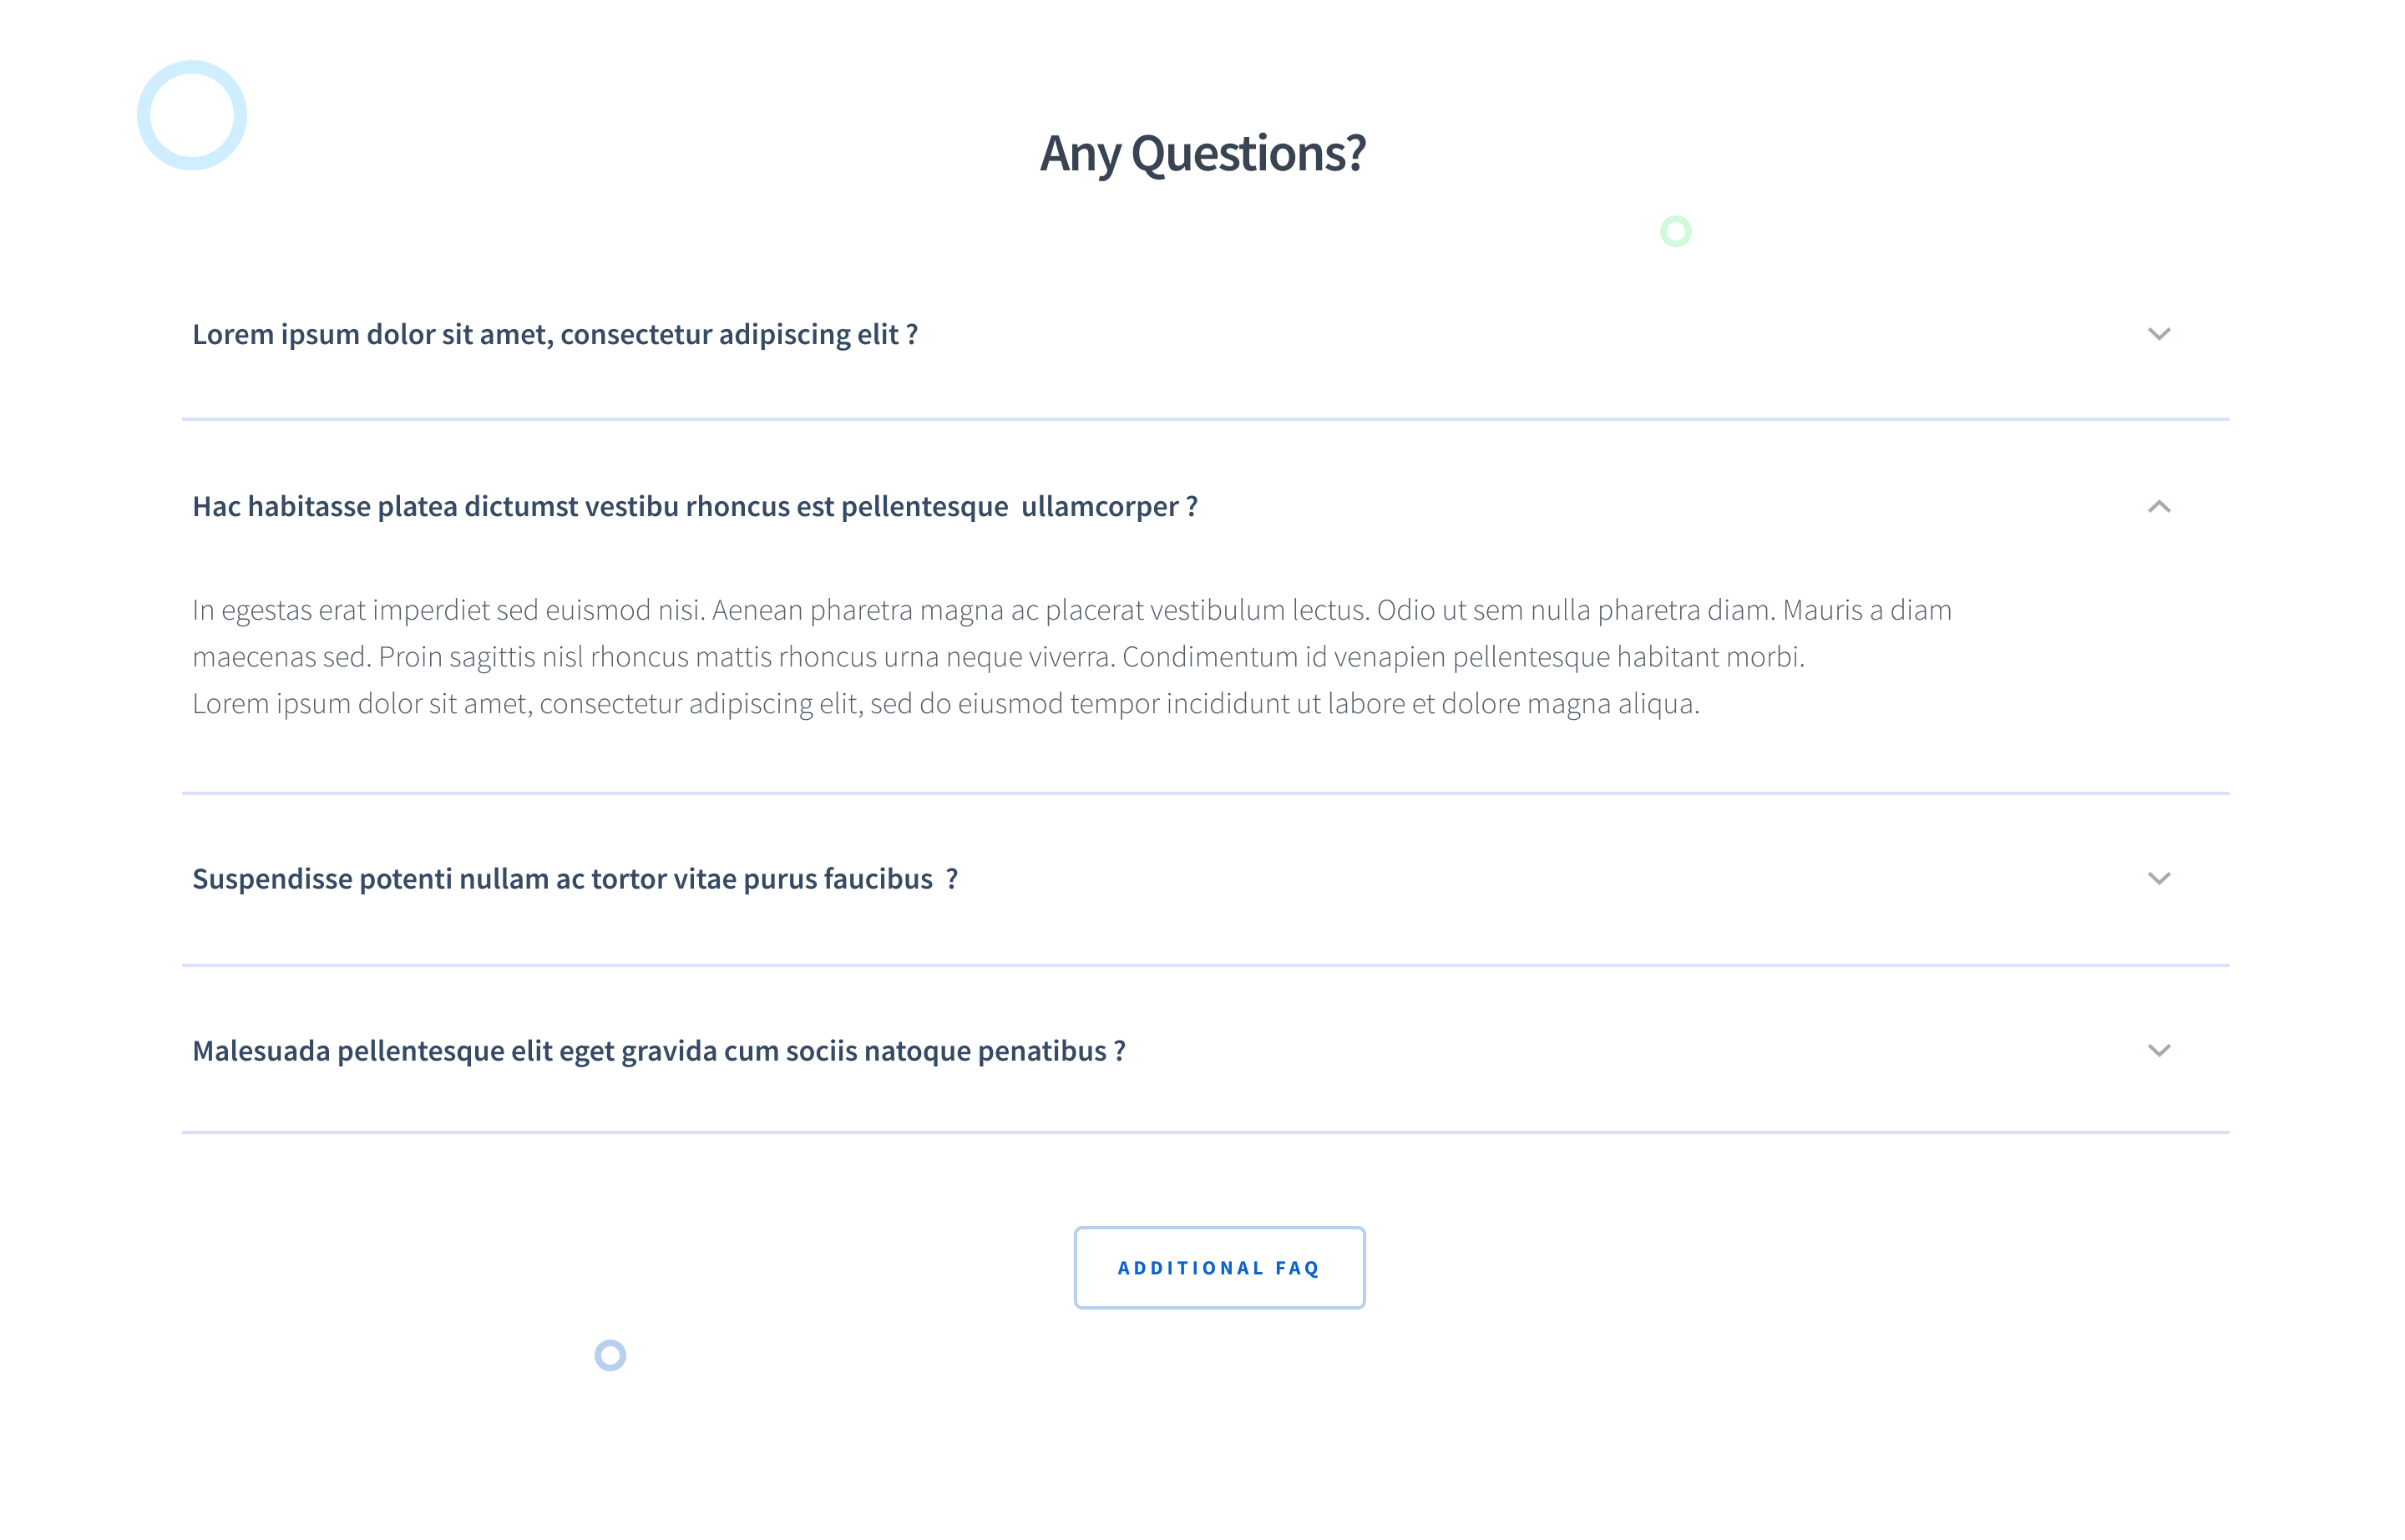 Any Questions?
Lorem ipsum dolor sit amet, consectetur adipiscing elit ?
Hac habitasse platea dictumst vestibu rhoncus est pellentesque  ullamcorper ?
In egestas erat imperdiet sed euismod nisi. Aenean pharetra magna ac placerat vestibulum lectus. Odio ut sem nulla pharetra diam. Mauris a diam
maecenas sed. Proin sagittis nisl rhoncus mattis rhoncus urna neque viverra. Condimentum id venapien pellentesque habitant morbi.
Lorem ipsum dolor sit amet, consectetur adipiscing elit, sed do eiusmod tempor incididunt ut labore et dolore magna aliqua.
Suspendisse potenti nullam ac tortor vitae purus faucibus  ?
Malesuada pellentesque elit eget gravida cum sociis natoque penatibus ?
ADDITIONAL FAQ